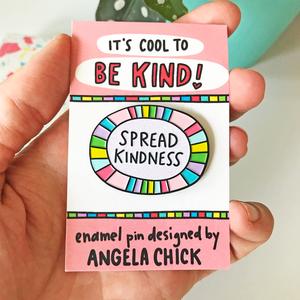 IT'S COOL TO
BE KIND!
SPREAD
KINDNESS
enamel pin designed by
ANGELA CHICK